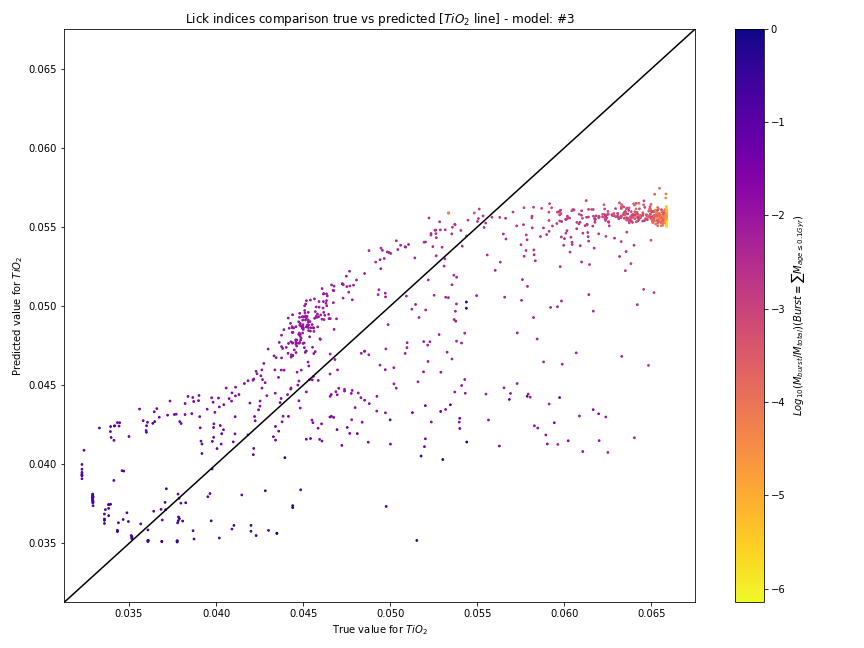 Lick indices comparison true vs predicted [TiO₂ line] - model: #3
0.065
0.060
0.055
0.050
0.045
0.040
0.035
Predicted value for TiO₂
0.035 0.040 0.045 0.050 0.055 0.060 0.065
True value for TiO₂
0
−1
−2
−3
−4
−5
−6
Log₁₀(M_burst/M_total)(Burst = ∑M_age≤0.1Gyr)